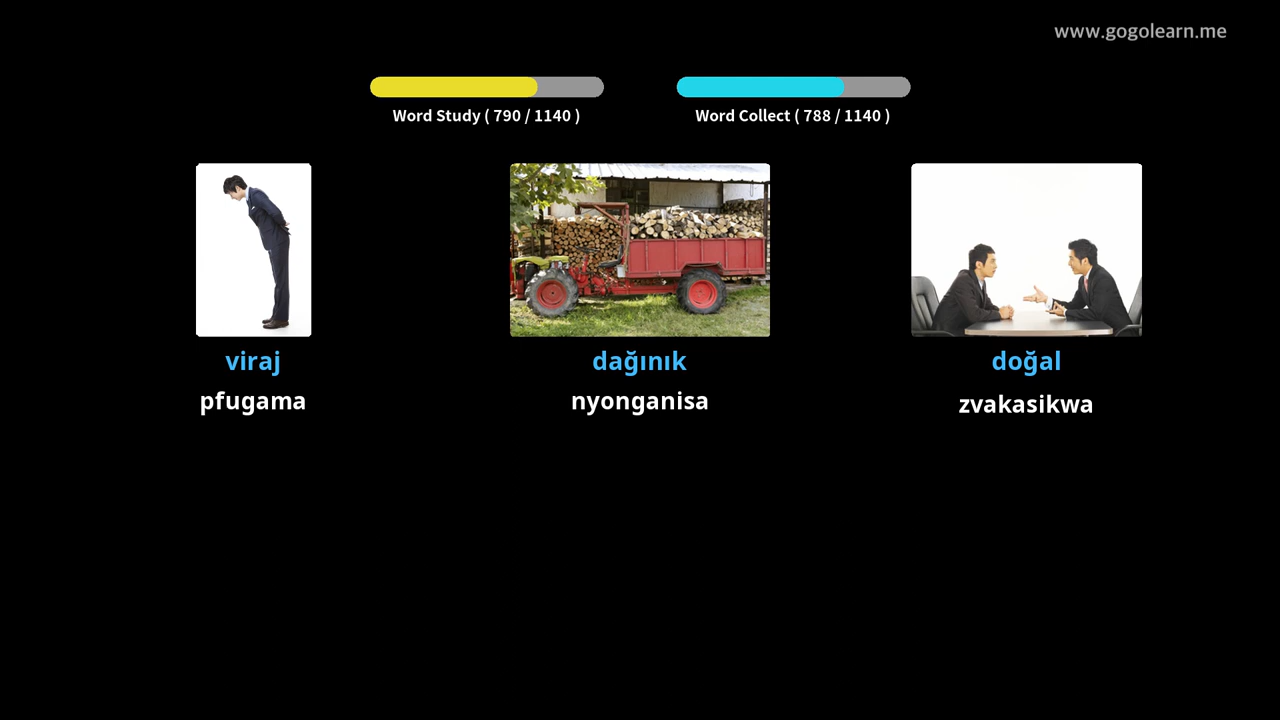 www.gogolearn.me
Word Study ( 790 / 1140 )
Word Collect ( 788 / 1140 )
viraj
pfugama
dağınık
nyonganisa
doğal
zvakasikwa